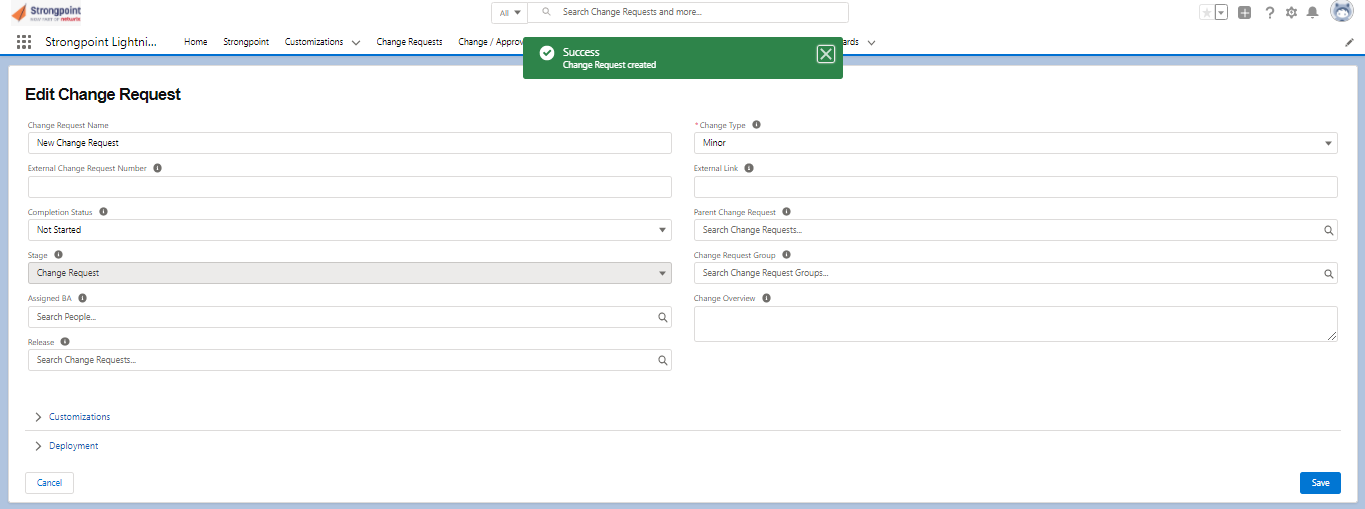 Strongpoint
NOW PART OF netwrix
All
Search Change Requests and more...
Strongpoint Lightni...
Home
Strongpoint
Customizations
Change Requests
Change / Approv
ards
Success
Change Request created
Edit Change Request
Change Request Name
New Change Request
*Change Type
Minor
External Change Request Number
External Link
Completion Status
Not Started
Parent Change Request
Search Change Requests...
Stage
Change Request
Change Request Group
Search Change Request Groups...
Assigned BA
Search People...
Change Overview
Release
Search Change Requests...
Customizations
Deployment
Cancel
Save